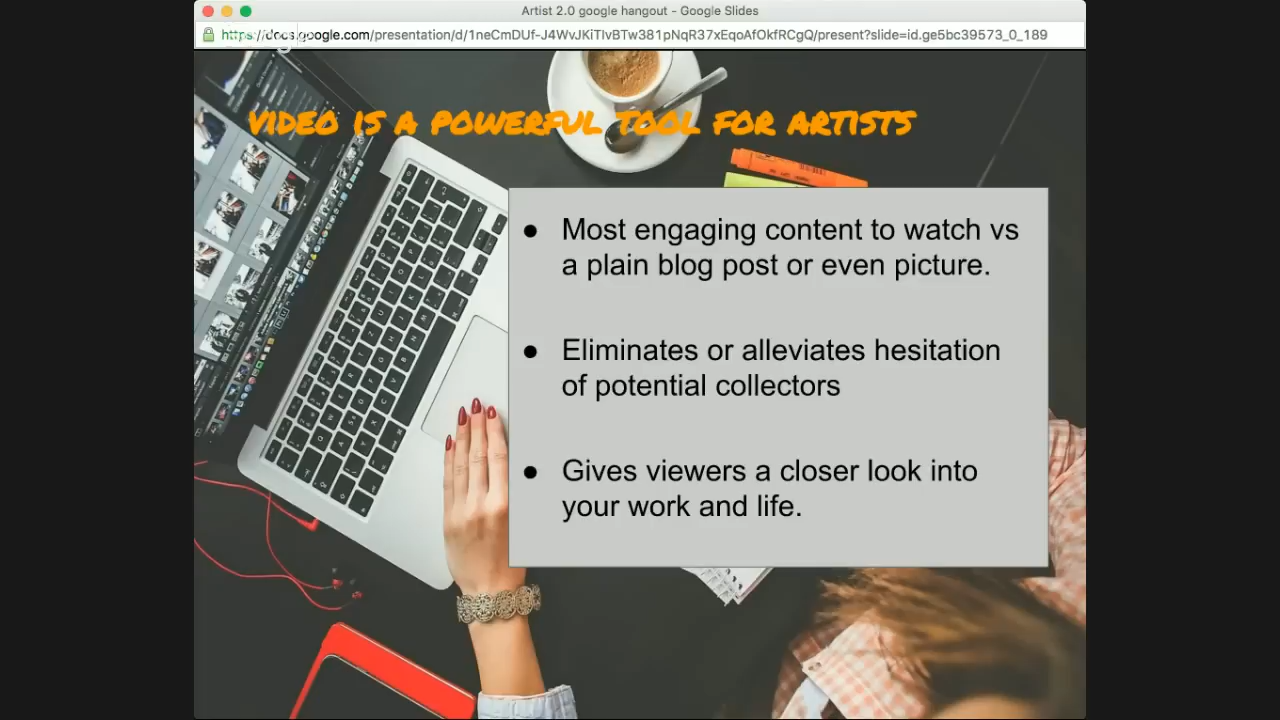 Artist 2.0 google hangout - Google Slides
https://docs.google.com/presentation/d/1neCmDUf-J4WvJKiTIvBTw381pNqR37xEqoAfOkfRCgQ/present?slide=id.ge5bc39573_0_189
VIDEO IS A POWERFUL TOOL FOR ARTISTS
● Most engaging content to watch vs
a plain blog post or even picture.
● Eliminates or alleviates hesitation
of potential collectors
● Gives viewers a closer look into
your work and life.